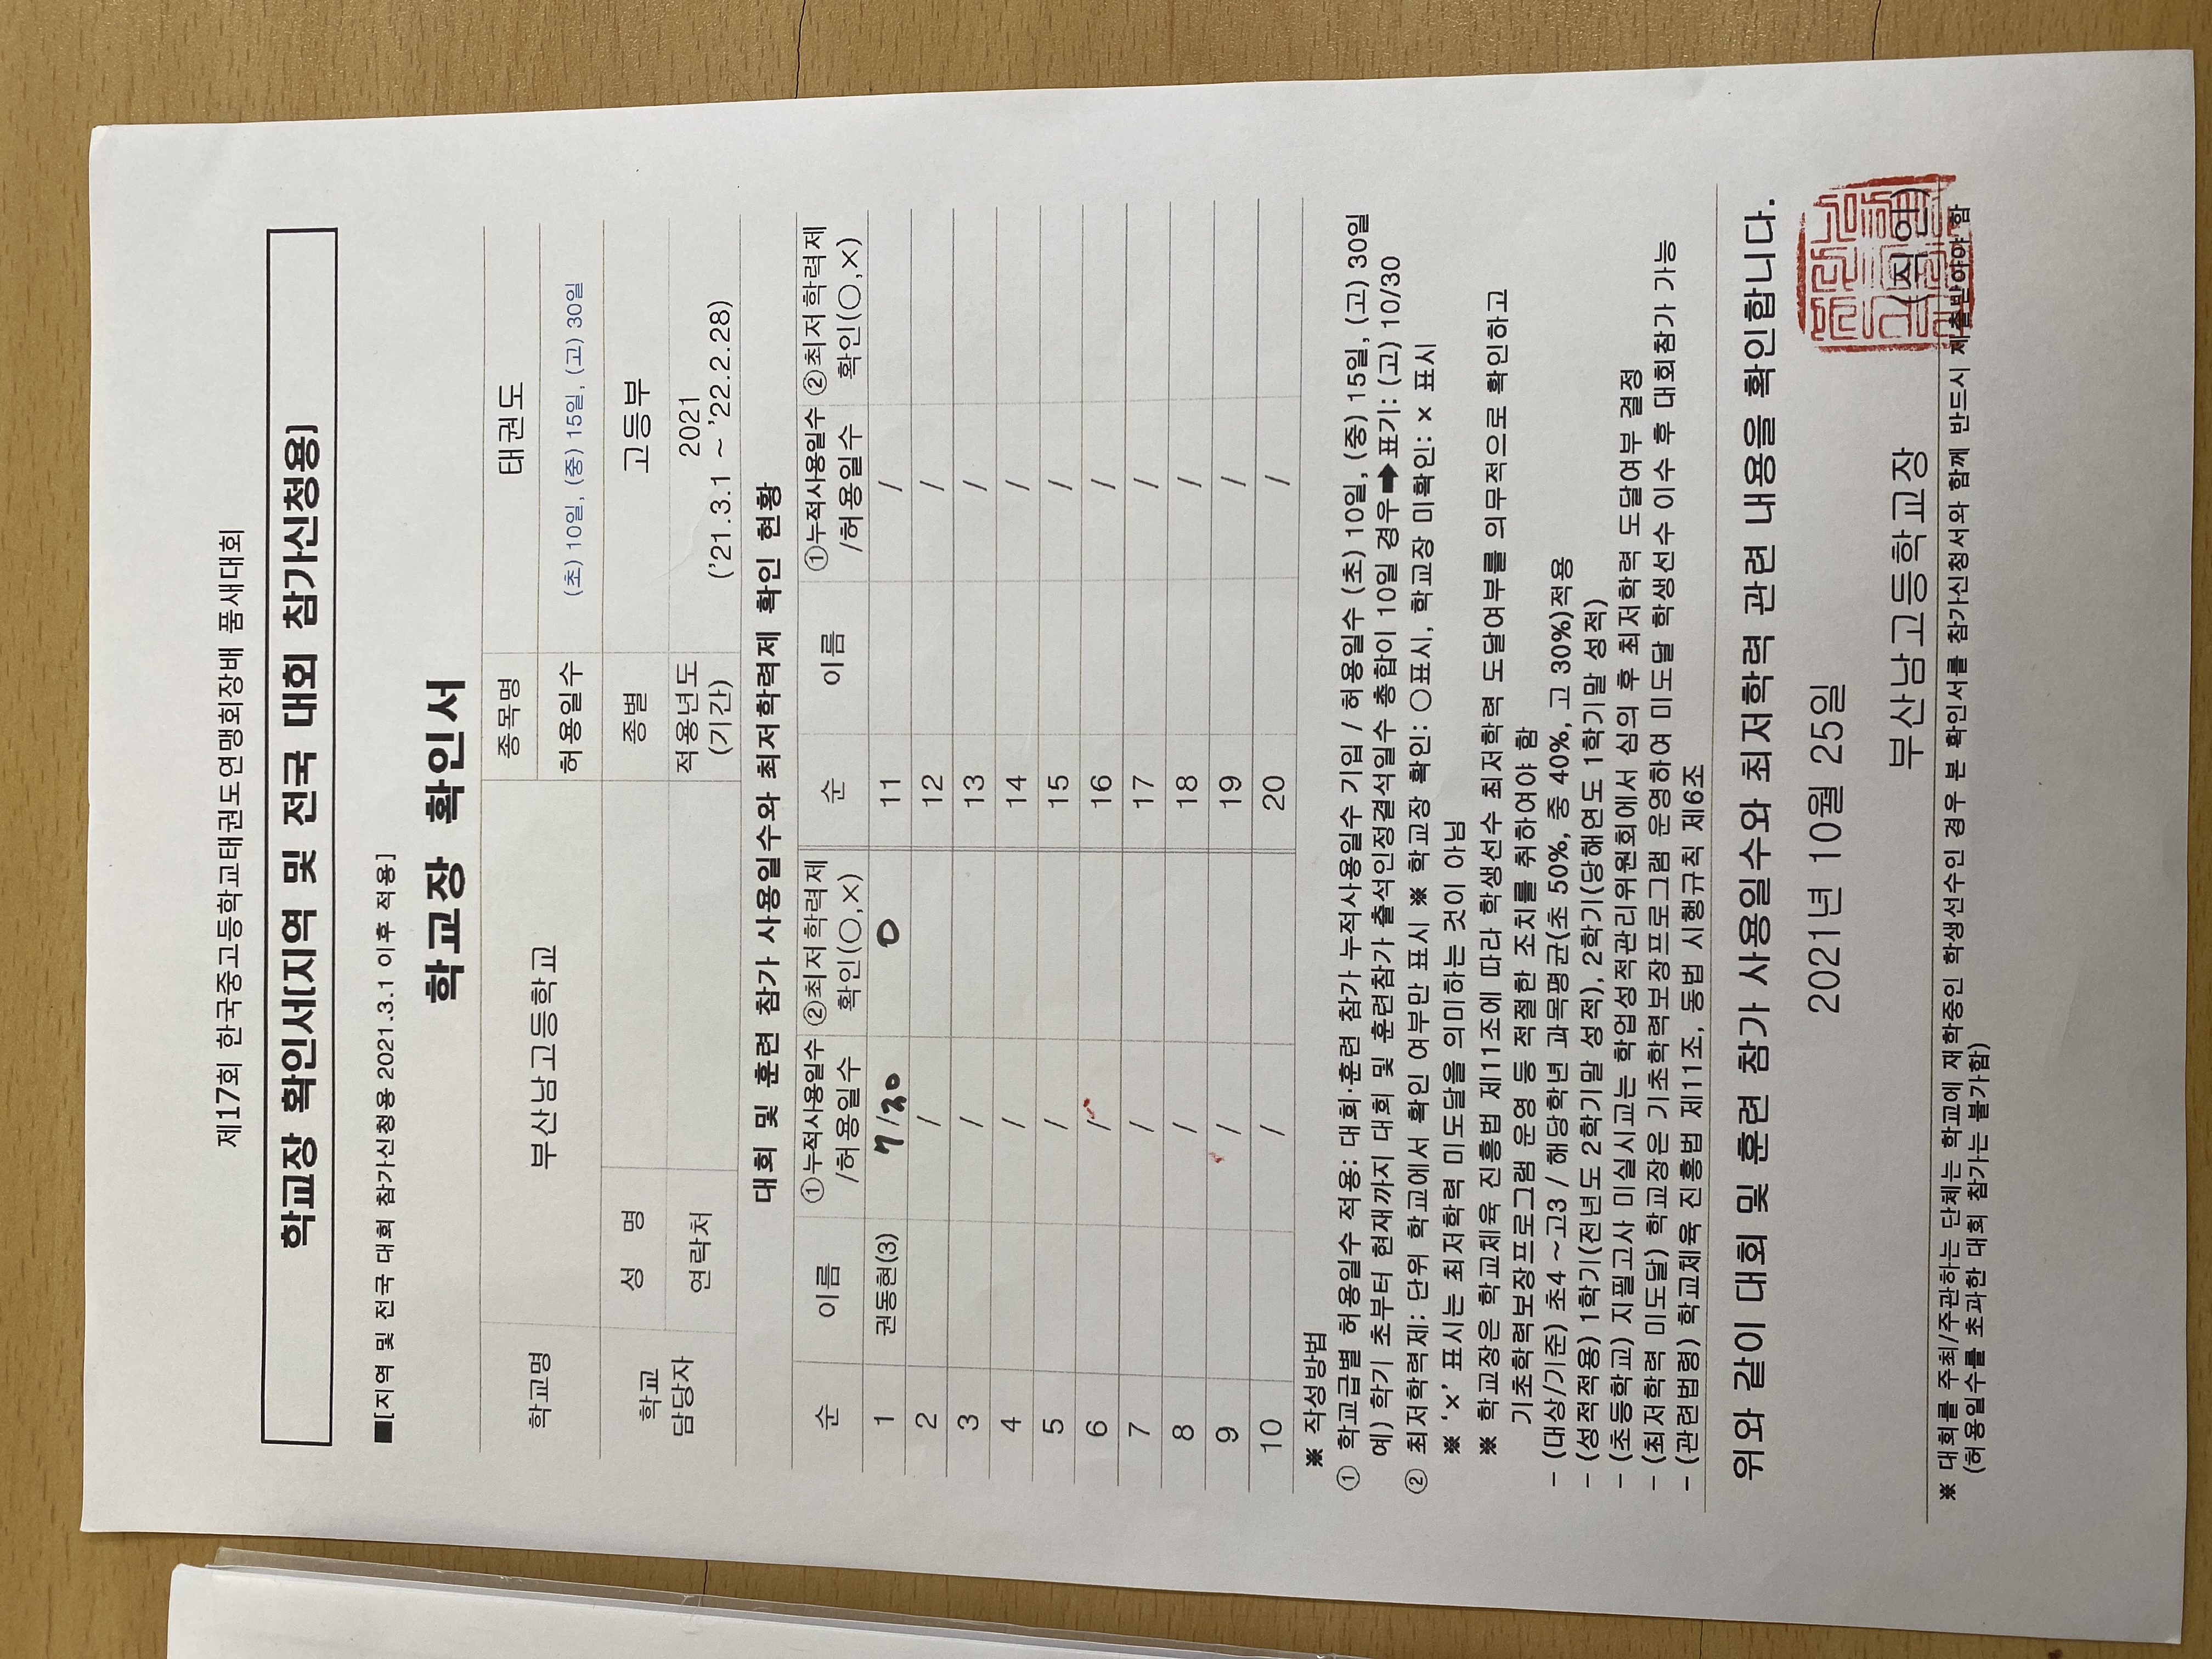 제17회 한국중고등학교태권도연맹회장배 품새대회
학교장 확인서[지역 및 전국 대회 참가신청용]
■[지역 및 전국 대회 참가신청용 2021.3.1 이후 적용]
학교장 확인서
학교명 부산남고등학교 종목명 태권도
허용일수 (초) 10일, (중) 15일, (고) 30일
학교 담당자 성 명 종별 고등부
연락처 적용년도 (기간) 2021 ('21.3.1 ~ '22.2.28)
대회 및 훈련 참가 사용일수와 최저학력제 확인 현황
순 이름 ①누적사용일수 /허용일수 ②최저학력제 확인(○,×) 순 이름 ①누적사용일수 /허용일수 ②최저학력제 확인(○,×)
1 권동현(3) 7/30 O 11 /
2 / 12 /
3 / 13 /
4 / 14 /
5 / 15 /
6 / 16 /
7 / 17 /
8 / 18 /
9 / 19 /
10 / 20 /
※ 작성방법
① 학교급별 허용일수 적용: 대회·훈련 참가 누적사용일수 기입 / 허용일수 (초) 10일, (중) 15일, (고) 30일
예) 학기 초부터 현재까지 대회 및 훈련참가 출석인정결석일수 총합이 10일 경우➡표기: (고) 10/30
② 최저학력제: 단위 학교에서 확인 여부만 표시 ※ 학교장 확인: ○표시, 학교장 미확인: × 표시
※ '×' 표시는 최저학력 미도달을 의미하는 것이 아님
※ 학교장은 학교체육 진흥법 제11조에 따라 학생선수 최저학력 도달여부를 의무적으로 확인하고
기초학력보장프로그램 운영 등 적절한 조치를 취하여야 함
- (대상/기준) 초4 ~고3 / 해당학년 과목평균(초 50%, 중 40%, 고 30%)적용
- (성적적용) 1학기(전년도 2학기말 성적), 2학기(당해연도 1학기말 성적)
- (초등학교) 지필고사 미실시교는 학업성적관리위원회에서 심의 후 최저학력 도달여부 결정
- (최저학력 미도달) 학교장은 기초학력보장프로그램 운영하여 미도달 학생선수 이수 후 대회참가 가능
- (관련법령) 학교체육 진흥법 제11조, 동법 시행규칙 제6조
위와 같이 대회 및 훈련 참가 사용일수와 최저학력 관련 내용을 확인합니다.
2021년 10월 25일
부산남고등학교장 (직인)
※ 대회를 주최/주관하는 단체는 학교에 재학중인 학생선수인 경우 본 확인서를 참가신청서와 함께 반드시 제출받아야 함
(허용일수를 초과한 대회 참가는 불가함)